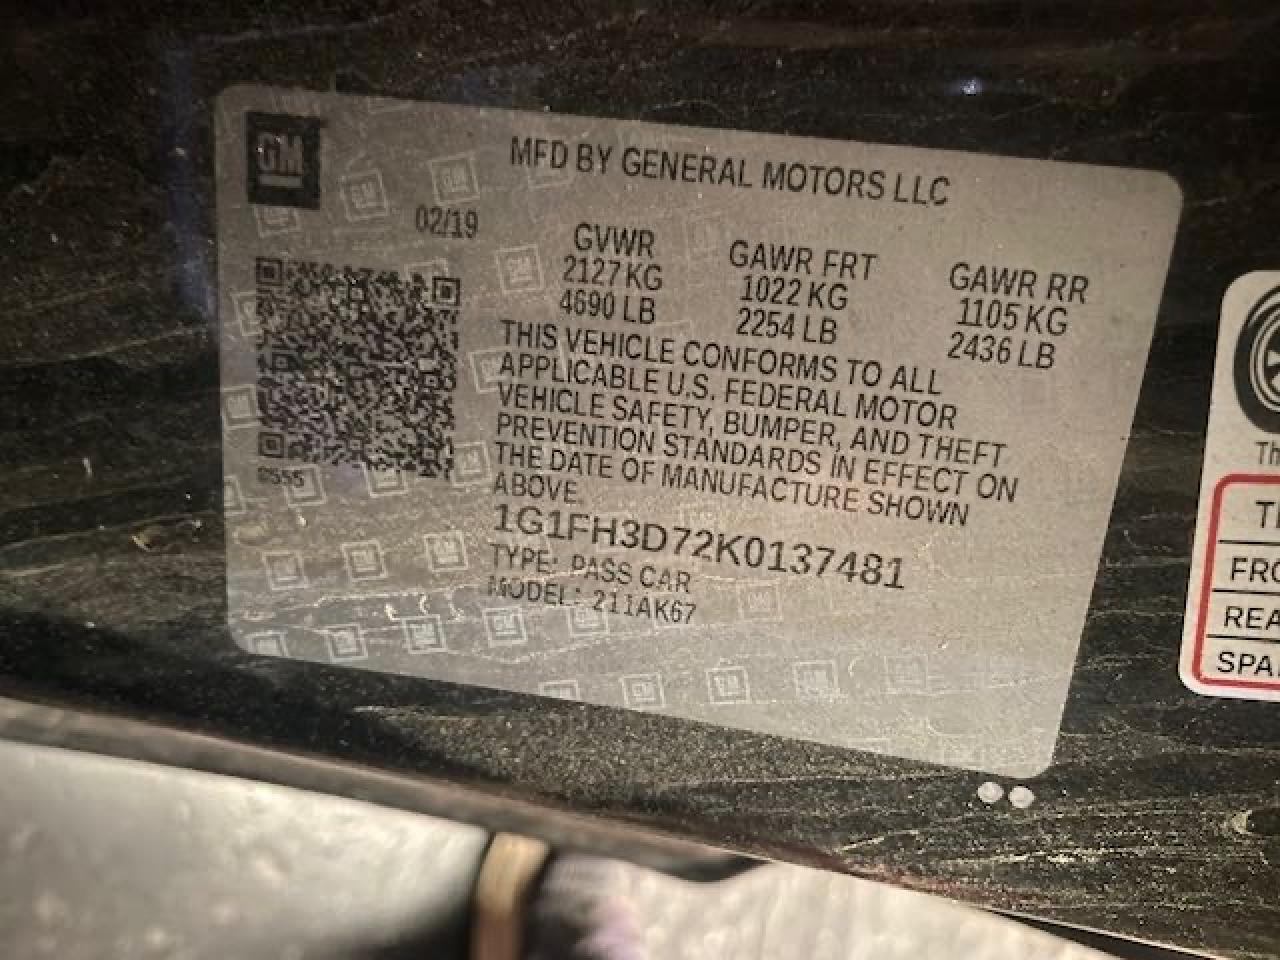 GM
MFD BY GENERAL MOTORS LLC
02/19
GVWR
2127 KG
4690 LB
GAWR FRT
1022 KG
2254 LB
GAWR RR
1105 KG
2436 LB
THIS VEHICLE CONFORMS TO ALL
APPLICABLE U.S. FEDERAL MOTOR
VEHICLE SAFETY, BUMPER, AND THEFT
PREVENTION STANDARDS IN EFFECT ON
THE DATE OF MANUFACTURE SHOWN
ABOVE.
1G1FH3D72K0137481
TYPE: PASS CAR
MODEL: 211AK67